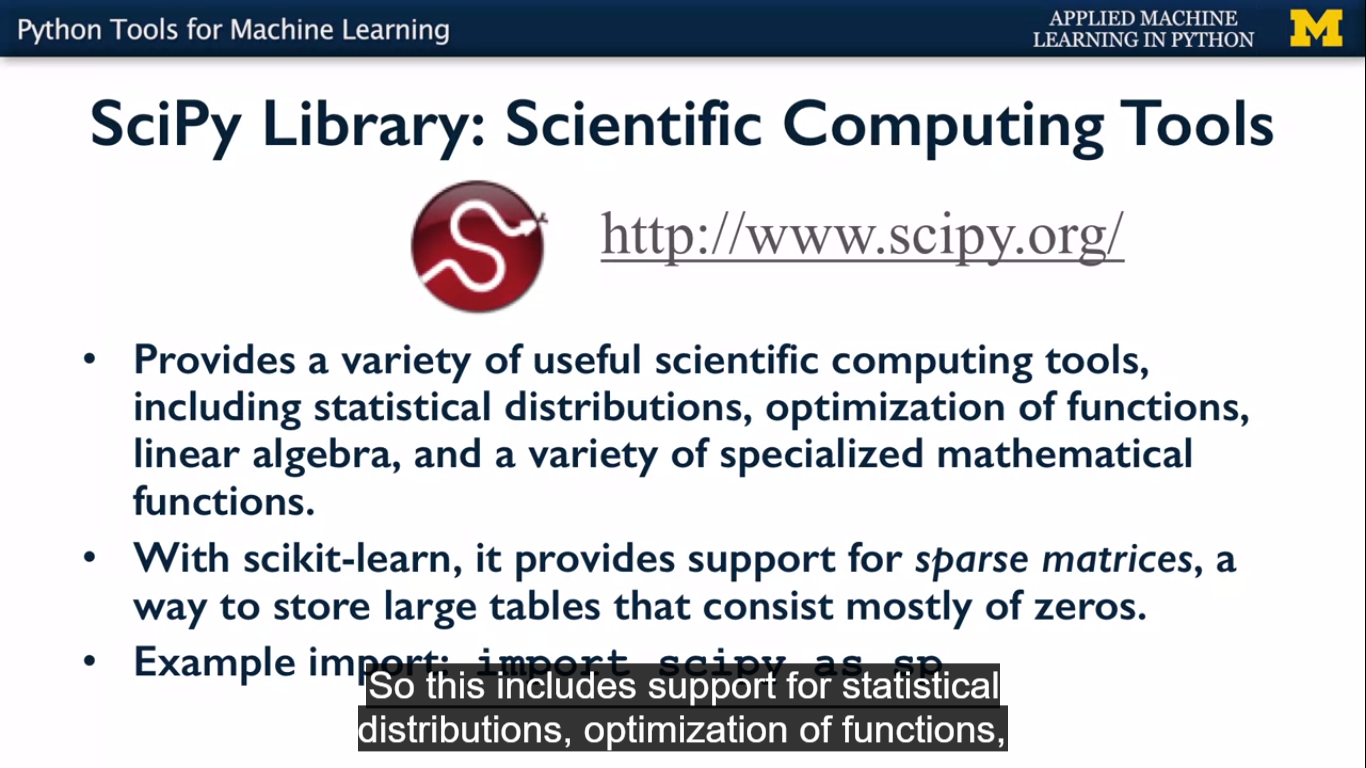 Python Tools for Machine Learning
APPLIED MACHINE
LEARNING IN PYTHON
M
SciPy Library: Scientific Computing Tools
http://www.scipy.org/
• Provides a variety of useful scientific computing tools,
including statistical distributions, optimization of functions,
linear algebra, and a variety of specialized mathematical
functions.
• With scikit-learn, it provides support for sparse matrices, a
way to store large tables that consist mostly of zeros.
• Example import: import scipy as sp
So this includes support for statistical
distributions, optimization of functions,